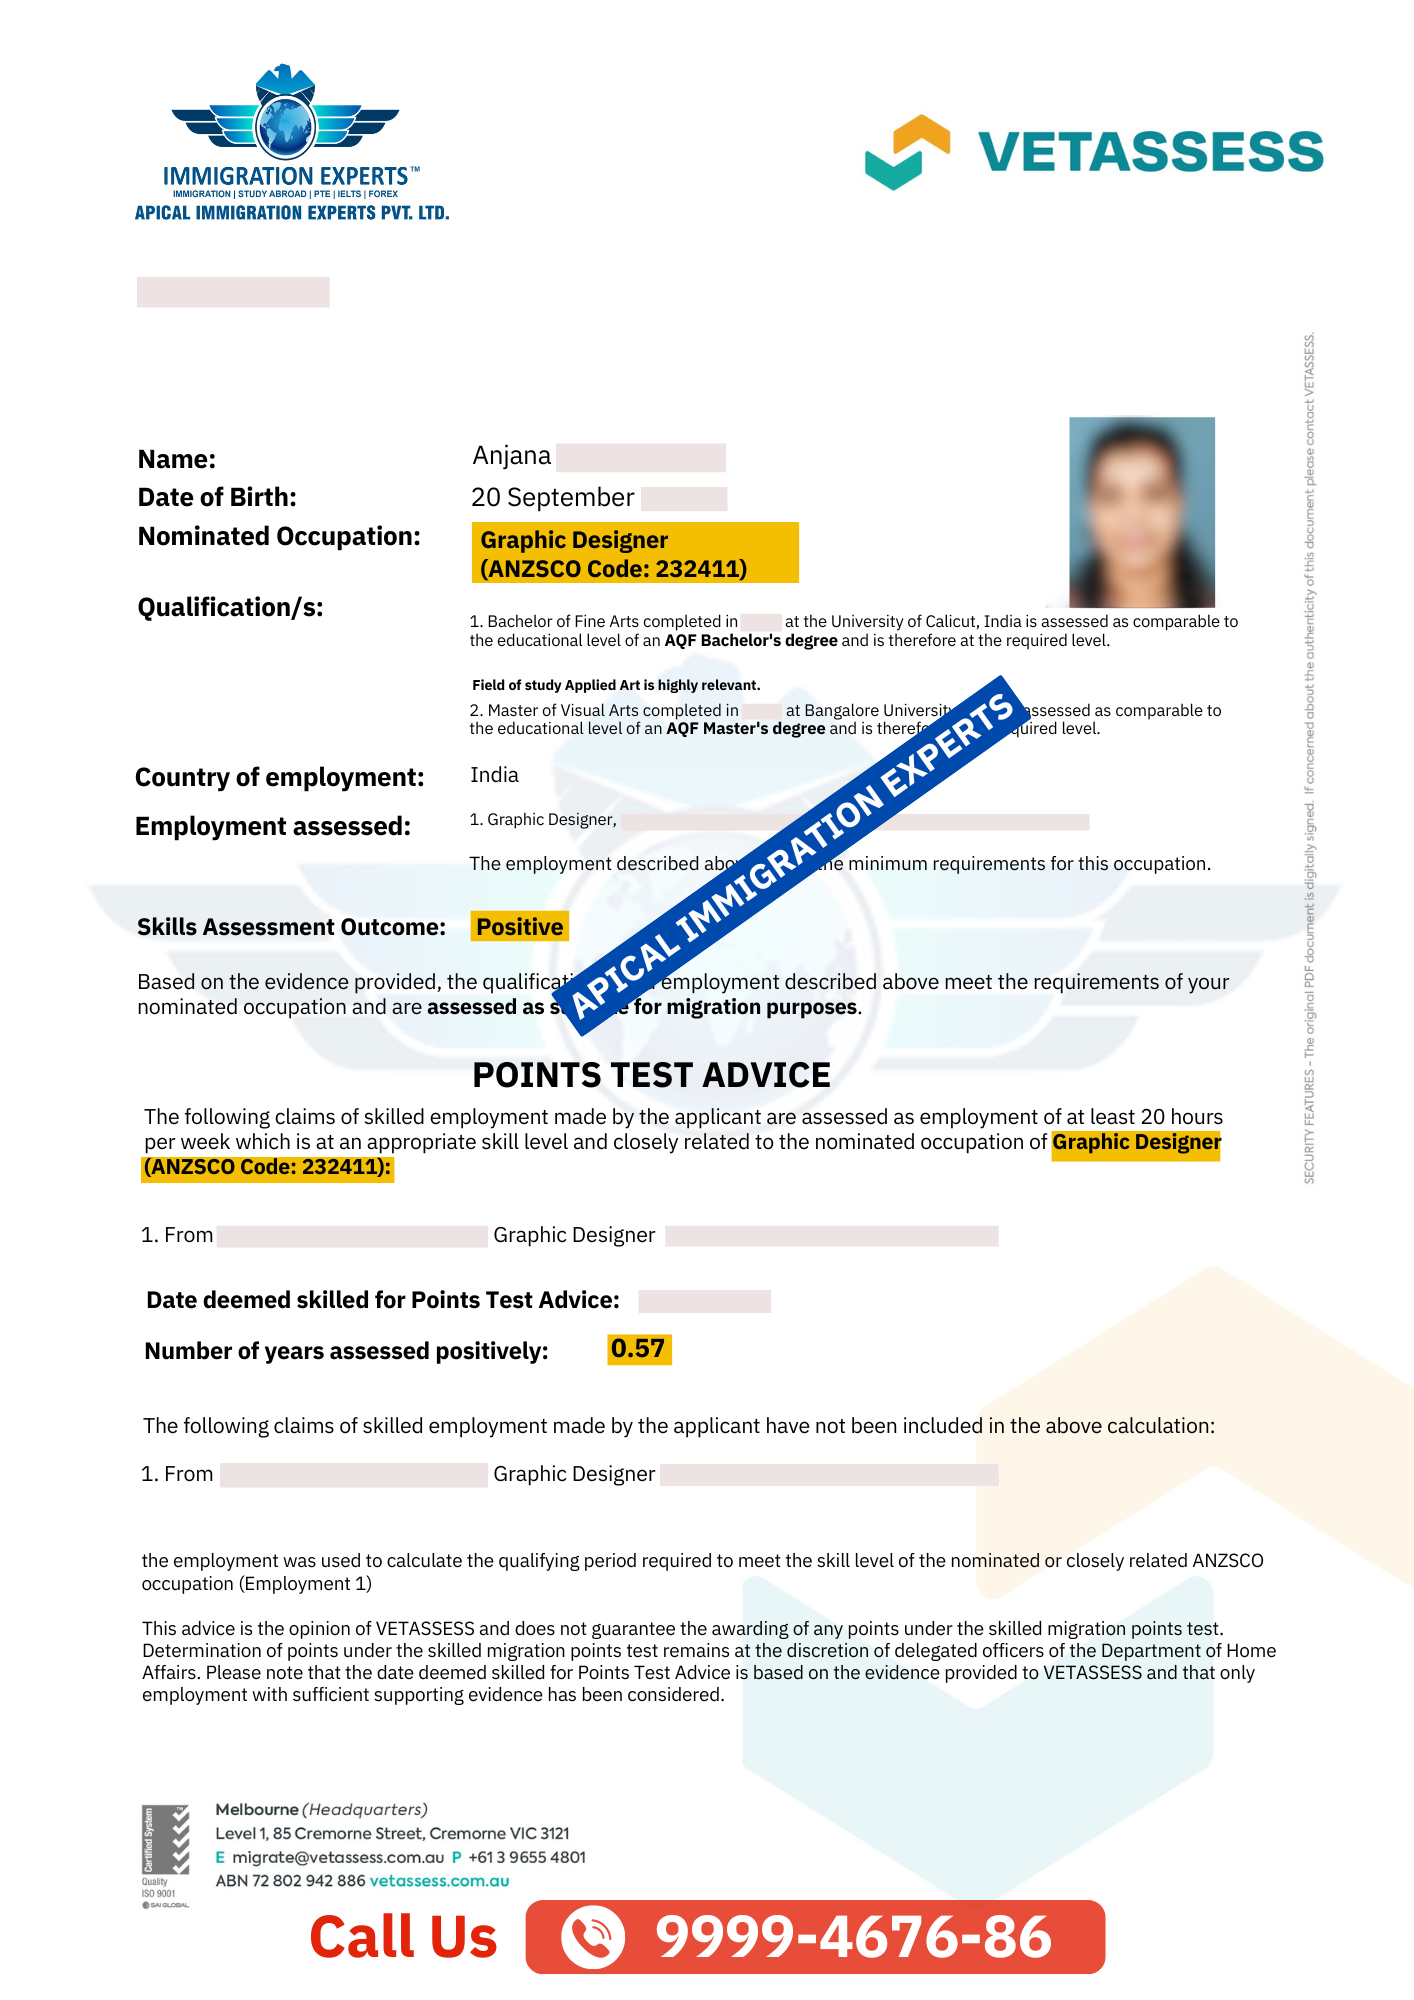 IMMIGRATION EXPERTS™
IMMIGRATION | STUDY ABROAD | PTE | IELTS | FOREX
APICAL IMMIGRATION EXPERTS PVT. LTD.
VETASSESS
Name: Anjana
Date of Birth: 20 September
Nominated Occupation: Graphic Designer
(ANZSCO Code: 232411)
Qualification/s:
1. Bachelor of Fine Arts completed in at the University of Calicut, India is assessed as comparable to
the educational level of an AQF Bachelor's degree and is therefore at the required level.
Field of study Applied Art is highly relevant.
2. Master of Visual Arts completed in at Bangalore University assessed as comparable to
the educational level of an AQF Master's degree and is level.
Country of employment: India
Employment assessed: 1. Graphic Designer,
The employment described minimum requirements for this occupation.
Skills Assessment Outcome: Positive
Based on the evidence provided, the employment described above meet the requirements of your
nominated occupation and are assessed as for migration purposes.
APICAL IMMIGRATION EXPERTS
POINTS TEST ADVICE
The following claims of skilled employment made by the applicant are assessed as employment of at least 20 hours
per week which is at an appropriate skill level and closely related to the nominated occupation of Graphic Designer
(ANZSCO Code: 232411):
1. From Graphic Designer
Date deemed skilled for Points Test Advice:
Number of years assessed positively: 0.57
The following claims of skilled employment made by the applicant have not been included in the above calculation:
1. From Graphic Designer
the employment was used to calculate the qualifying period required to meet the skill level of the nominated or closely related ANZSCO
occupation (Employment 1)
This advice is the opinion of VETASSESS and does not guarantee the awarding of any points under the skilled migration points test.
Determination of points under the skilled migration points test remains at the discretion of delegated officers of the Department of Home
Affairs. Please note that the date deemed skilled for Points Test Advice is based on the evidence provided to VETASSESS and that only
employment with sufficient supporting evidence has been considered.
SECURITY FEATURES - The original PDF document is digitally signed. If concerned about the authenticity of this document please contact VETASSESS.
Certified System
Quality
ISO 9001
SAI GLOBAL
Melbourne (Headquarters)
Level 1, 85 Cremorne Street, Cremorne VIC 3121
E migrate@vetassess.com.au P +61 3 9655 4801
ABN 72 802 942 886 vetassess.com.au
Call Us 9999-4676-86